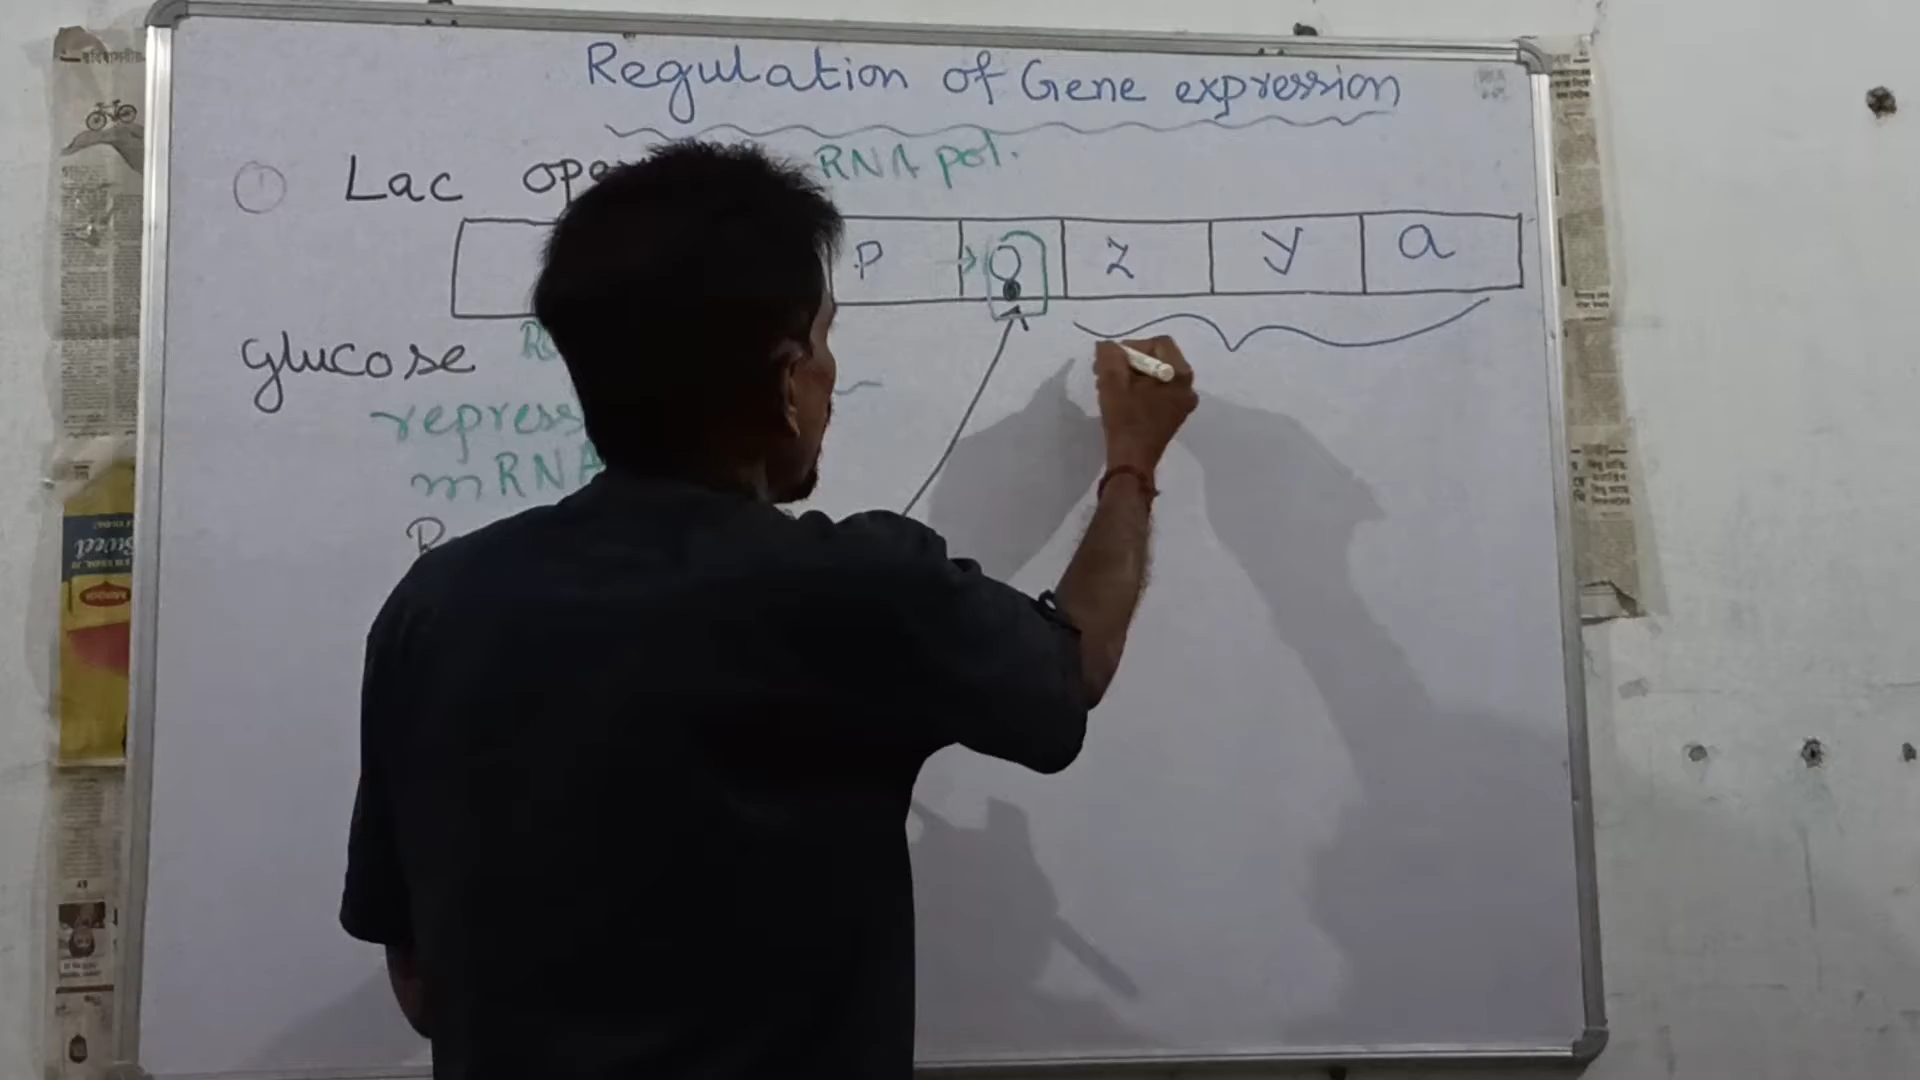 Regulation of Gene expression
① Lac ope
RNA pol.
P O z y a
glucose
repress
mRNA